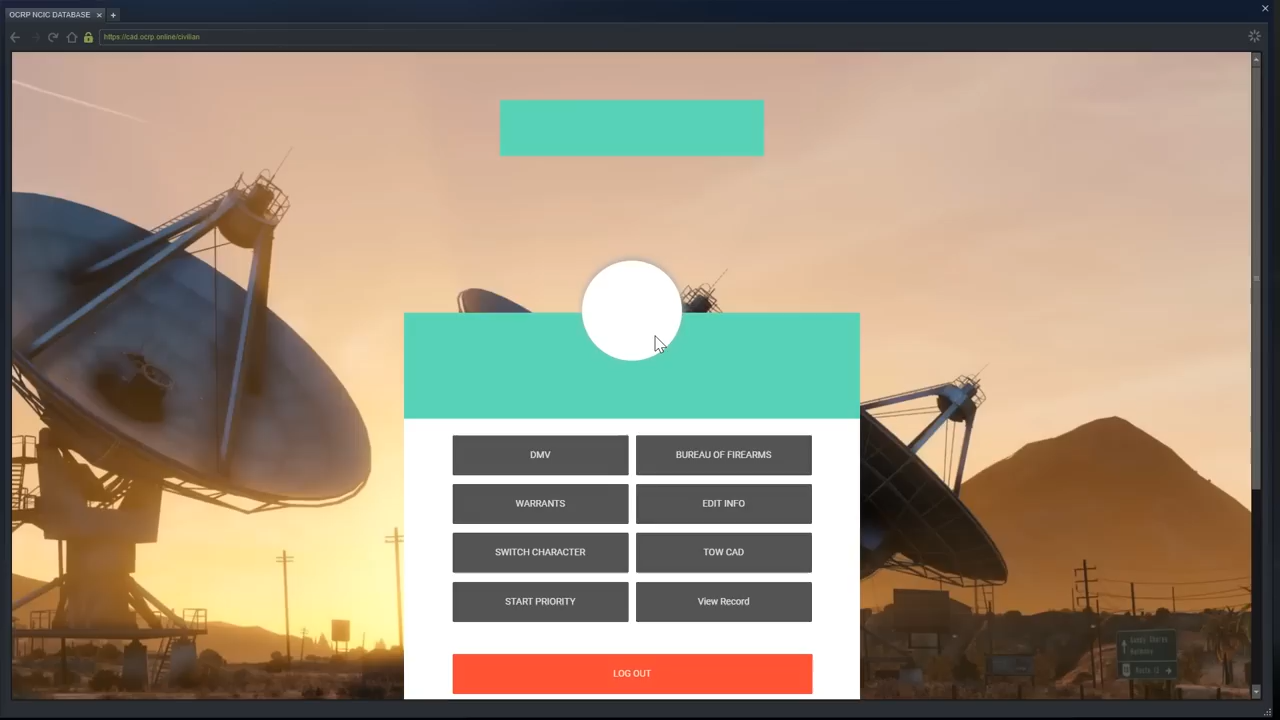 OCRP NCIC DATABASE
https://cad.ocrp.online/civilian
DMV
BUREAU OF FIREARMS
WARRANTS
EDIT INFO
SWITCH CHARACTER
TOW CAD
START PRIORITY
View Record
LOG OUT